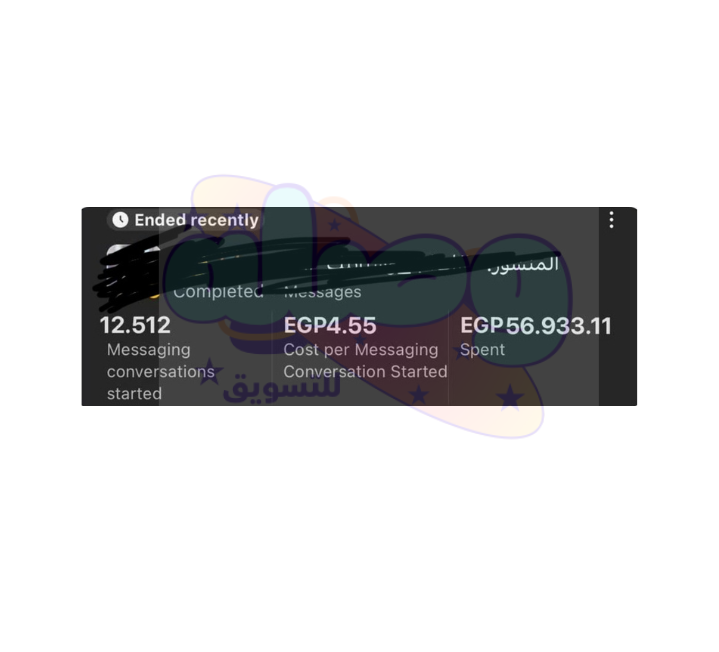 Ended recently
المنشور:
Completed
Messages
12.512
EGP4.55
EGP56.933.11
Messaging conversations started
Cost per Messaging Conversation Started
Spent
للتسويق